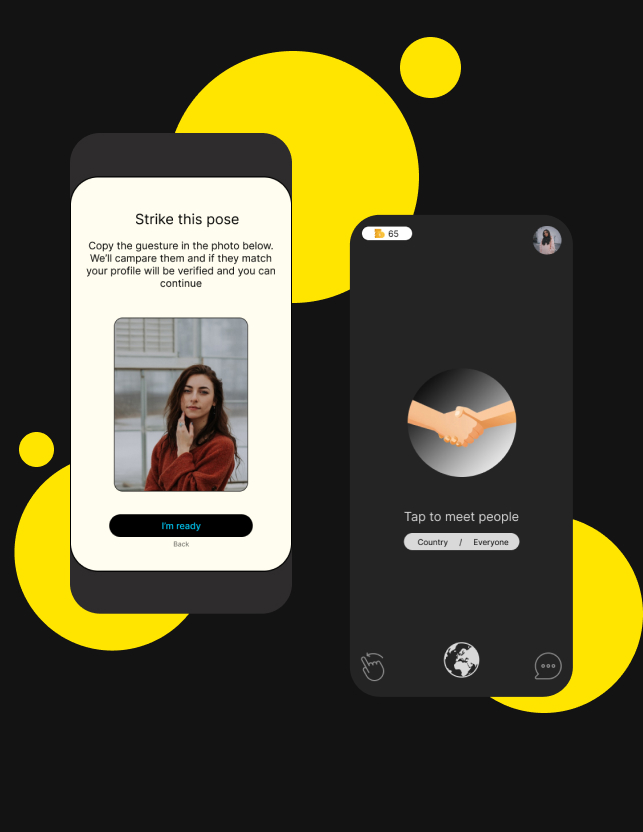 Strike this pose
Copy the guesture in the photo below.
We'll campare them and if they match
your profile will be verified and you can
continue
I'm ready
Back
65
Tap to meet people
Country / Everyone